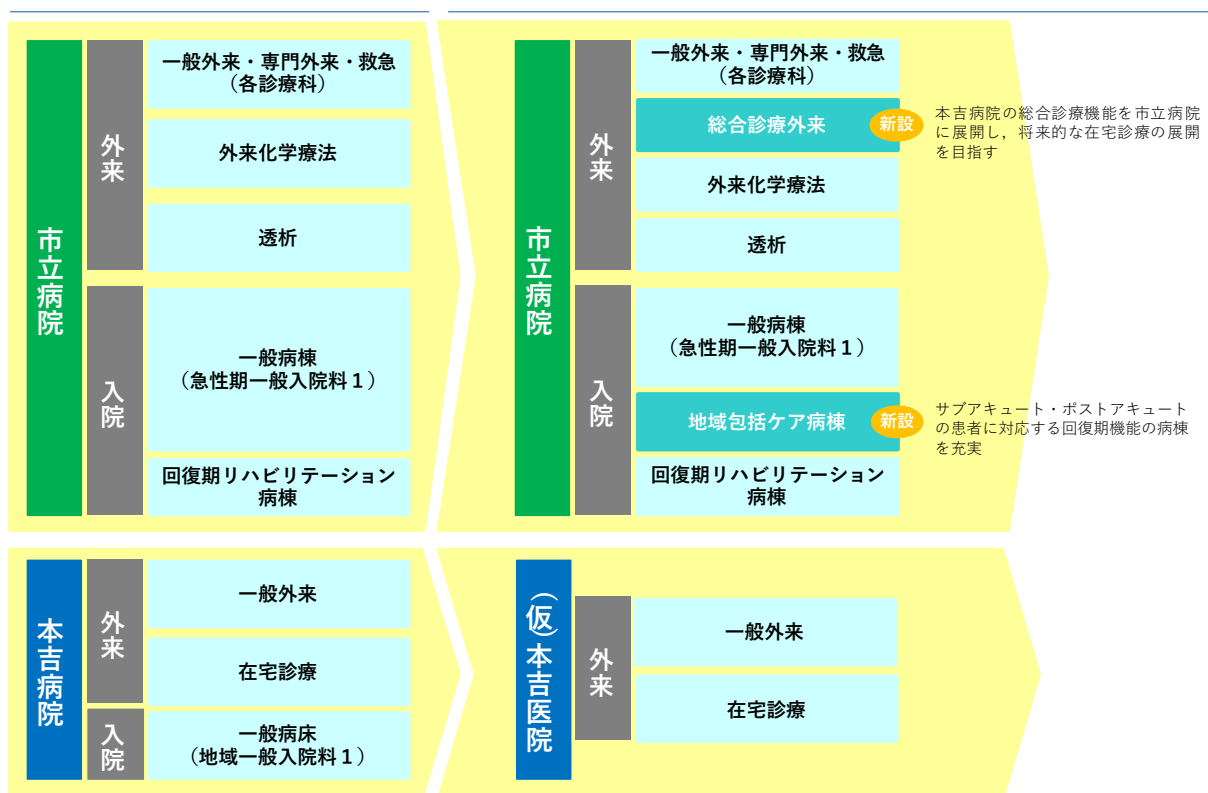 市立病院
外来
一般外来・専門外来・救急
（各診療科）
外来化学療法
透析
入院
一般病棟
（急性期一般入院料１）
回復期リハビリテーション
病棟
市立病院
外来
一般外来・専門外来・救急
（各診療科）
総合診療外来
新設
本吉病院の総合診療機能を市立病院
に展開し，将来的な在宅診療の展開
を目指す
外来化学療法
透析
入院
一般病棟
（急性期一般入院料１）
地域包括ケア病棟
新設
サブアキュート・ポストアキュート
の患者に対応する回復期機能の病棟
を充実
回復期リハビリテーション
病棟
本吉病院
外来
一般外来
在宅診療
入院
一般病床
（地域一般入院料１）
（仮）本吉医院
外来
一般外来
在宅診療